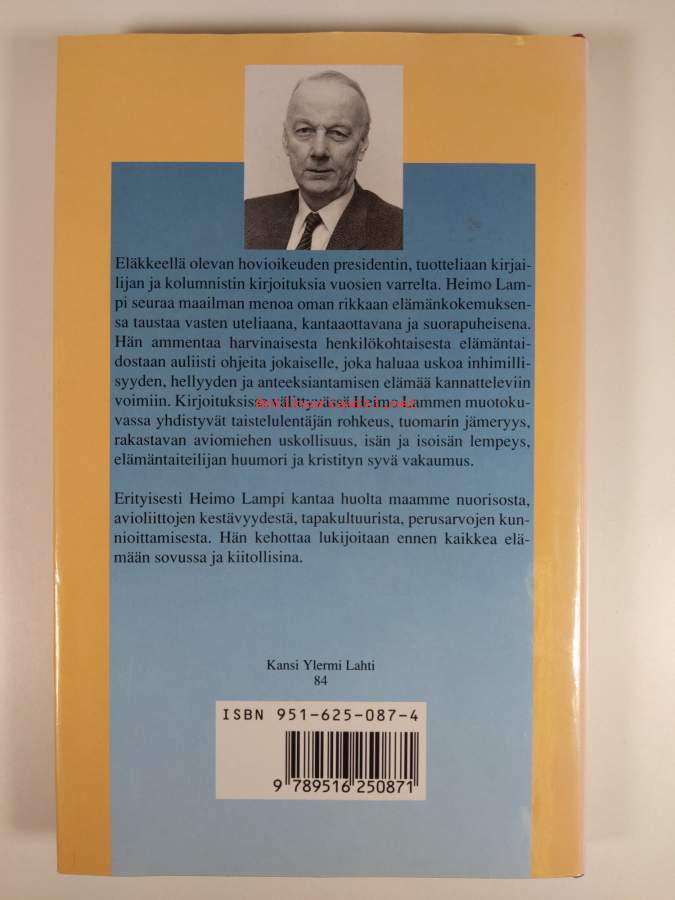 Eläkkeellä olevan hovioikeuden presidentin, tuotteliaan kirjai-
lijan ja kolumnistin kirjoituksia vuosien varrelta. Heimo Lam-
pi seuraa maailman menoa oman rikkaan elämänkokemuksen-
sa taustaa vasten uteliaana, kantaaottavana ja suorapuheisena.
Hän ammentaa harvinaisesta henkilökohtaisesta elämäntai-
dostaan auliisti ohjeita jokaiselle, joka haluaa uskoa inhimilli-
syyden, hellyyden ja anteeksiantamisen elämää kannatteleviin
voimiin. Kirjoituksista välittyvässä Heimo Lammen muotoku-
vassa yhdistyvät taistelulentäjän rohkeus, tuomarin jämeryys,
rakastavan aviomiehen uskollisuus, isän ja isoisän lempeys,
elämäntaiteilijan huumori ja kristityn syvä vakaumus.
Erityisesti Heimo Lampi kantaa huolta maamme nuorisosta,
avioliittojen kestävyydestä, tapakulttuurista, perusarvojen kun-
nioittamisesta. Hän kehottaa lukijoitaan ennen kaikkea elä-
mään sovussa ja kiitollisina.
Kansi Ylermi Lahti
84
ISBN 951-625-087-4
9 789516 250871